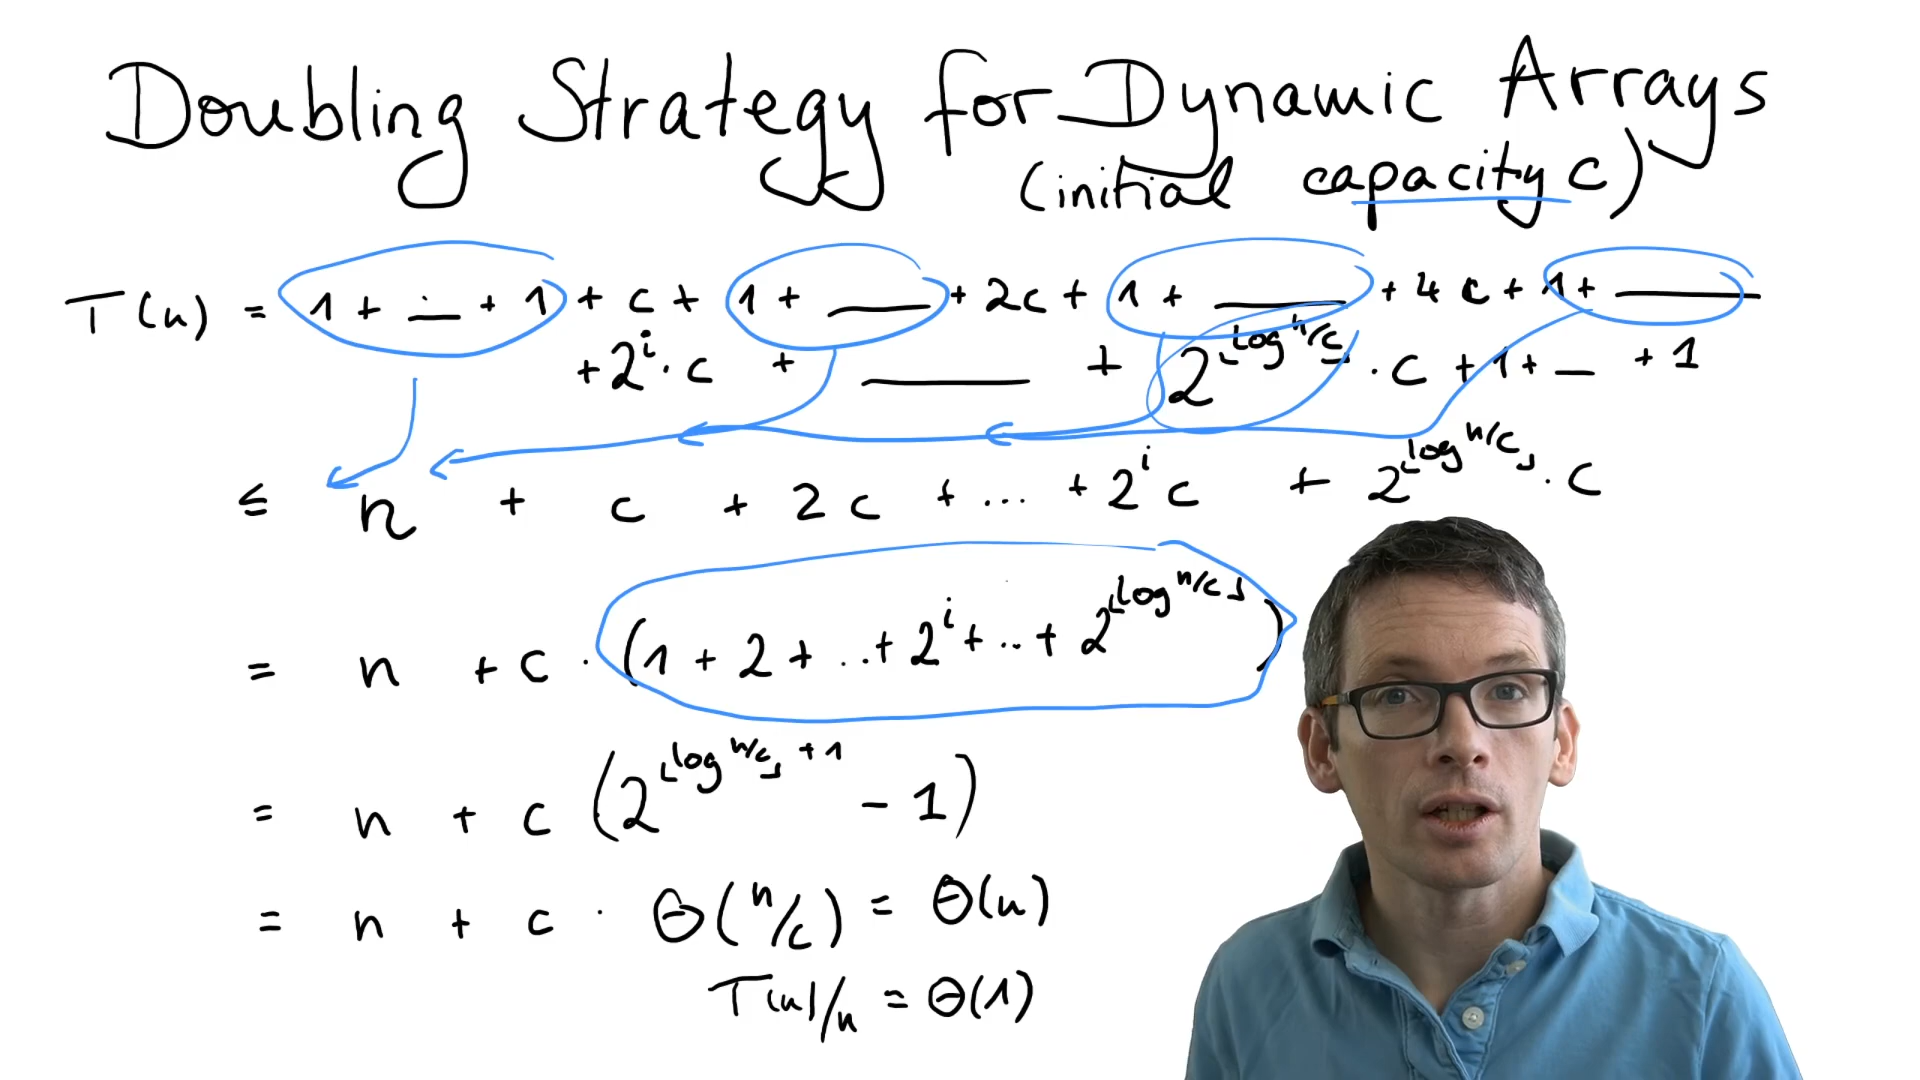 Doubling Strategy for Dynamic Arrays
(initial capacity c)
T(n) = 1 + … + 1 + c + 1 + ___ + 2c + 1 + ___ + 4c + 1 + ___
+ 2^i · c + ___ + 2^⌊log n/c⌋ · c + 1 + _ + 1
≤ n + c + 2c + ... + 2^i c + 2^⌊log n/c⌋ · c
= n + c · (1 + 2 + .. + 2^i + .. + 2^⌊log n/c⌋)
= n + c (2^⌊log n/c⌋ + 1 − 1)
= n + c · Θ(n/c) = Θ(n)
T(n)/n = Θ(1)